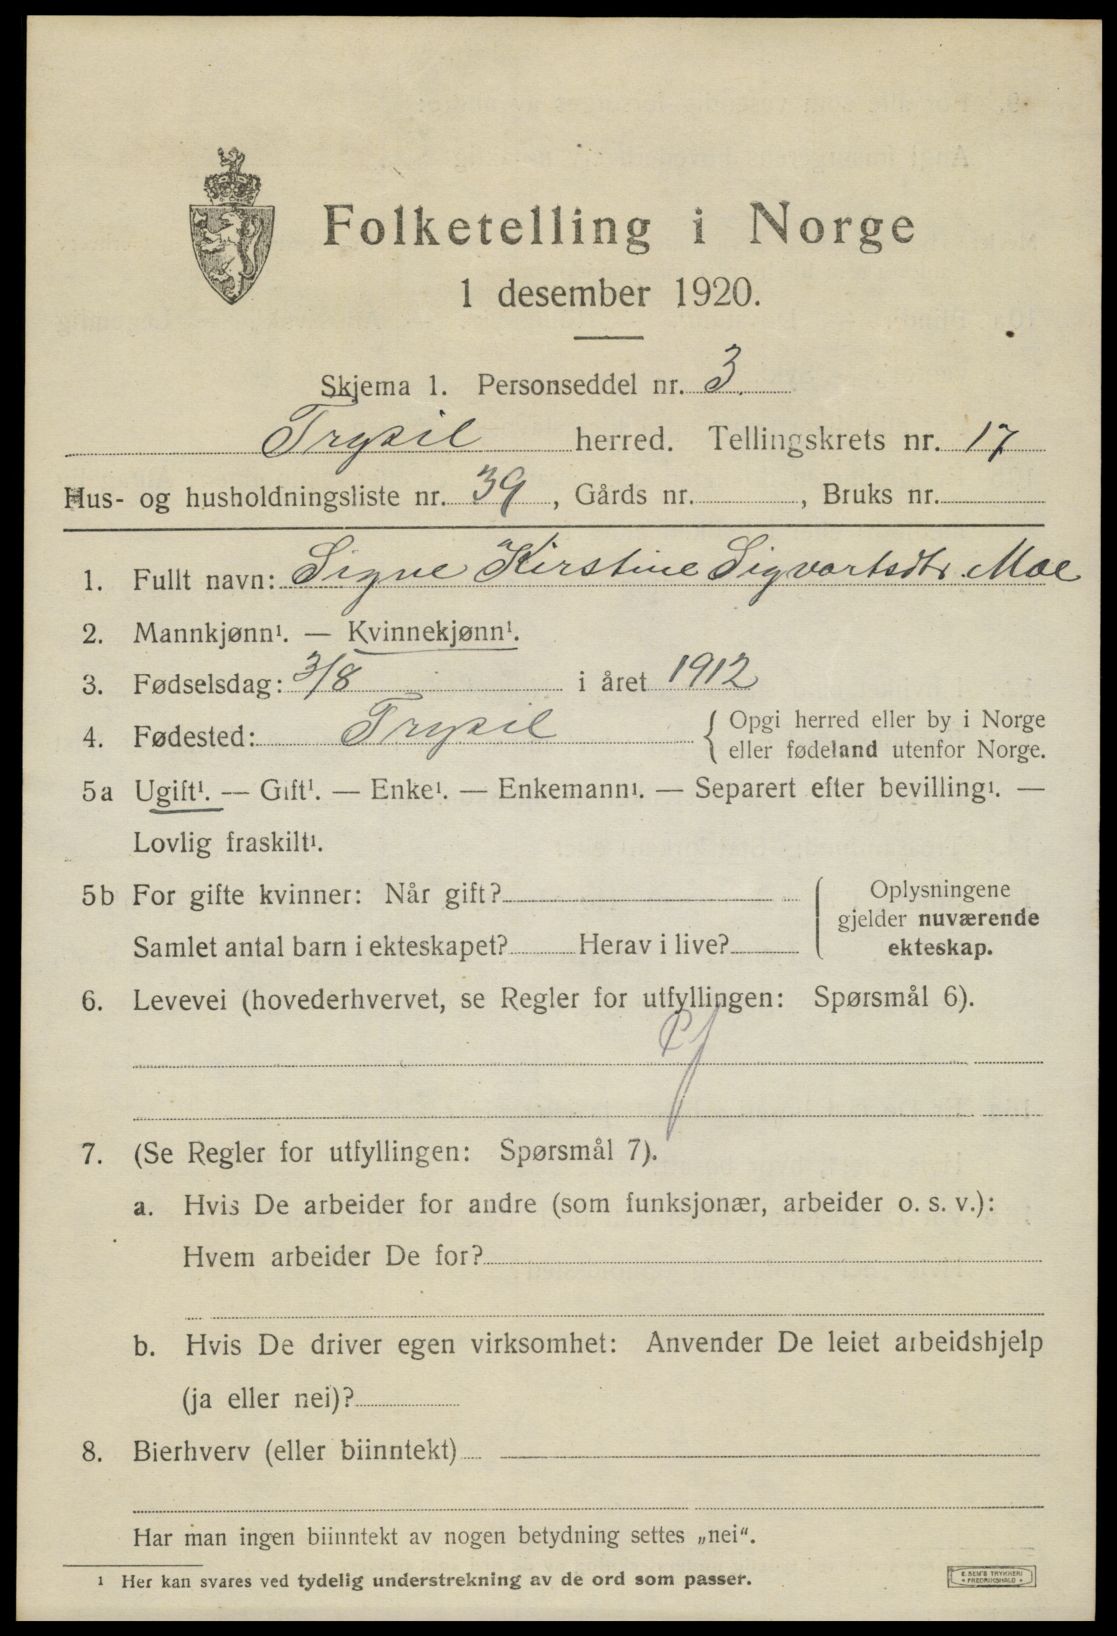 Folketelling i Norge
1 desember 1920.
Skjema 1. Personseddel nr. 3
Trysil herred. Tellingskrets nr. 17
Hus- og husholdningsliste nr. 39, Gårds nr. , Bruks nr.
1. Fullt navn: Signe Kirstine Sigvartsdtr Moe
2. Mannkjønn¹. — Kvinnekjønn¹.
3. Fødselsdag: 3/8 i året 1912
4. Fødested: Trysil { Opgi herred eller by i Norge
eller fødeland utenfor Norge.
5a Ugift¹. — Gift¹. — Enke¹. — Enkemann¹. — Separert efter bevilling¹. —
Lovlig fraskilt¹.
5b For gifte kvinner: Når gift?
Samlet antal barn i ekteskapet? Herav i live?
Oplysningene
gjelder nuværende
ekteskap.
6. Levevei (hovederhvervet, se Regler for utfyllingen: Spørsmål 6).
7. (Se Regler for utfyllingen: Spørsmål 7).
a. Hvis De arbeider for andre (som funksjonær, arbeider o. s. v.):
Hvem arbeider De for?
b. Hvis De driver egen virksomhet: Anvender De leiet arbeidshjelp
(ja eller nei)?
8. Bierhverv (eller biinntekt)
Har man ingen biinntekt av nogen betydning settes „nei“.
¹ Her kan svares ved tydelig understrekning av de ord som passer.
E. SEM'S TRYKKERI
FREDRIKSHALD